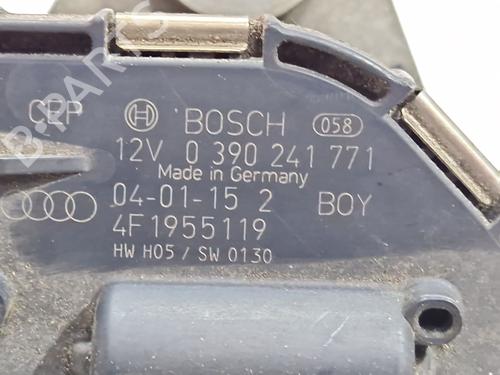 CEP BOSCH 058
12V 0 390 241 771
Made in Germany
04-01-15 2 BOY
4F1955119
HW H05 / SW 0130
B-PARTS